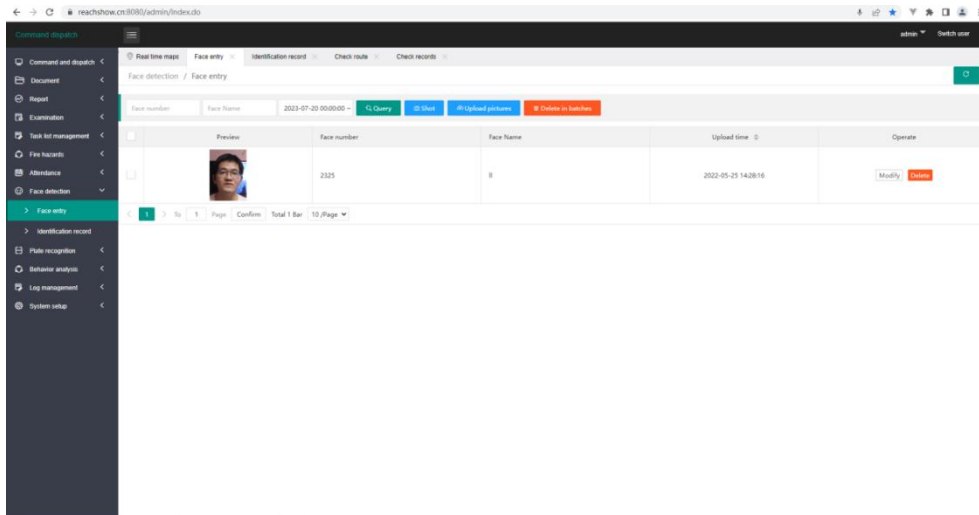 reachshow.cn:8080/admin/Index.do
Command dispatch
admin Switch user
Command and dispatch
Document
Report
Examination
Task list management
Fire hazards
Attendance
Face detection
Face entry
Identification record
Plate recognition
Behavior analysis
Log management
System setup
Real time maps Face entry Identification record Check route Check records
Face detection / Face entry
Face number Face Name 2023-07-20 00:00:00 ~ Query Shot Upload pictures Delete in batches
Preview Face number Face Name Upload time Operate
2325 2022-05-25 14:28:16 Modify Delete
1 To 1 Page Confirm Total 1 Bar 10 /Page